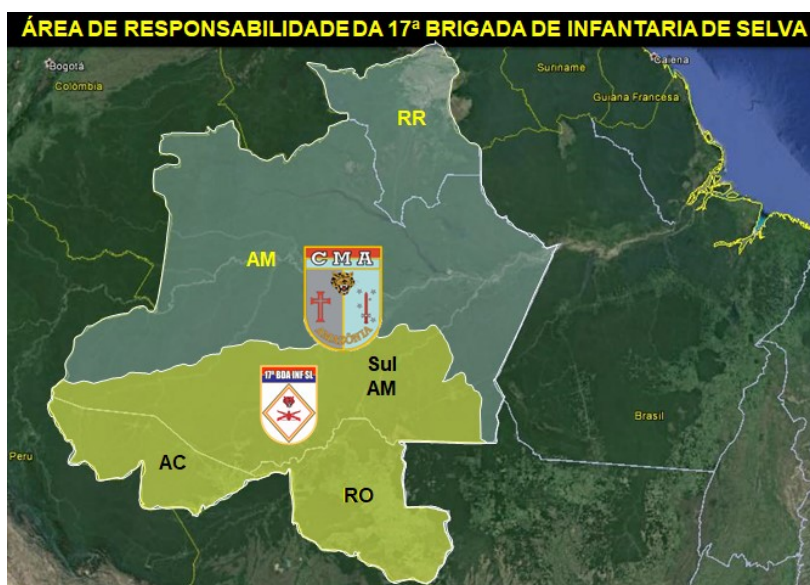 ÁREA DE RESPONSABILIDADE DA 17ª BRIGADA DE INFANTARIA DE SELVA
Bogotá
Colômbia
Suriname
Caiena
Guiana Francesa
RR
AM
CMA
AMAZÔNIA
17ª BDA INF SL
Sul
AM
Brasil
Peru
AC
RO